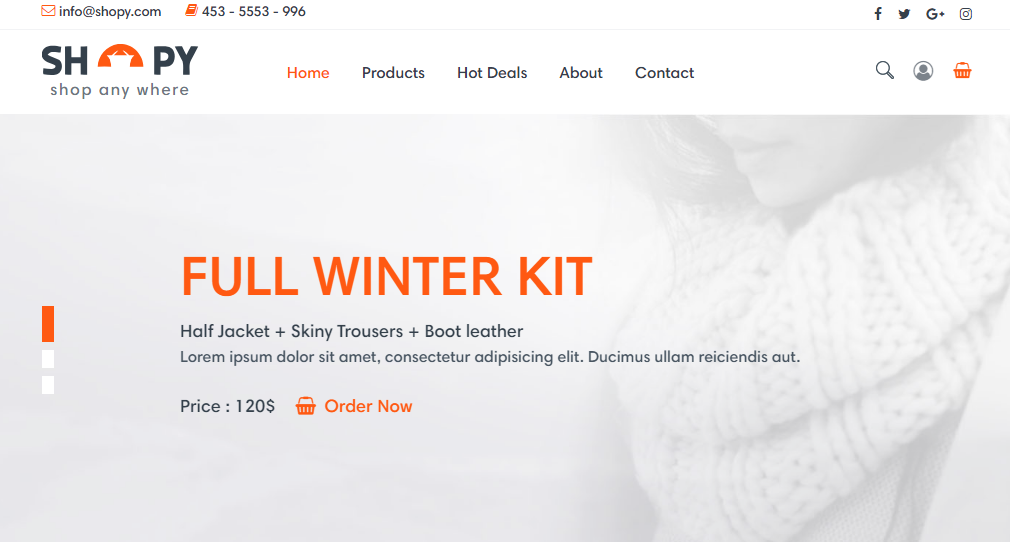 info@shopy.com 453 - 5553 - 996
SH PY
shop any where
Home Products Hot Deals About Contact
FULL WINTER KIT
Half Jacket + Skiny Trousers + Boot leather
Lorem ipsum dolor sit amet, consectetur adipisicing elit. Ducimus ullam reiciendis aut.
Price : 120$ Order Now